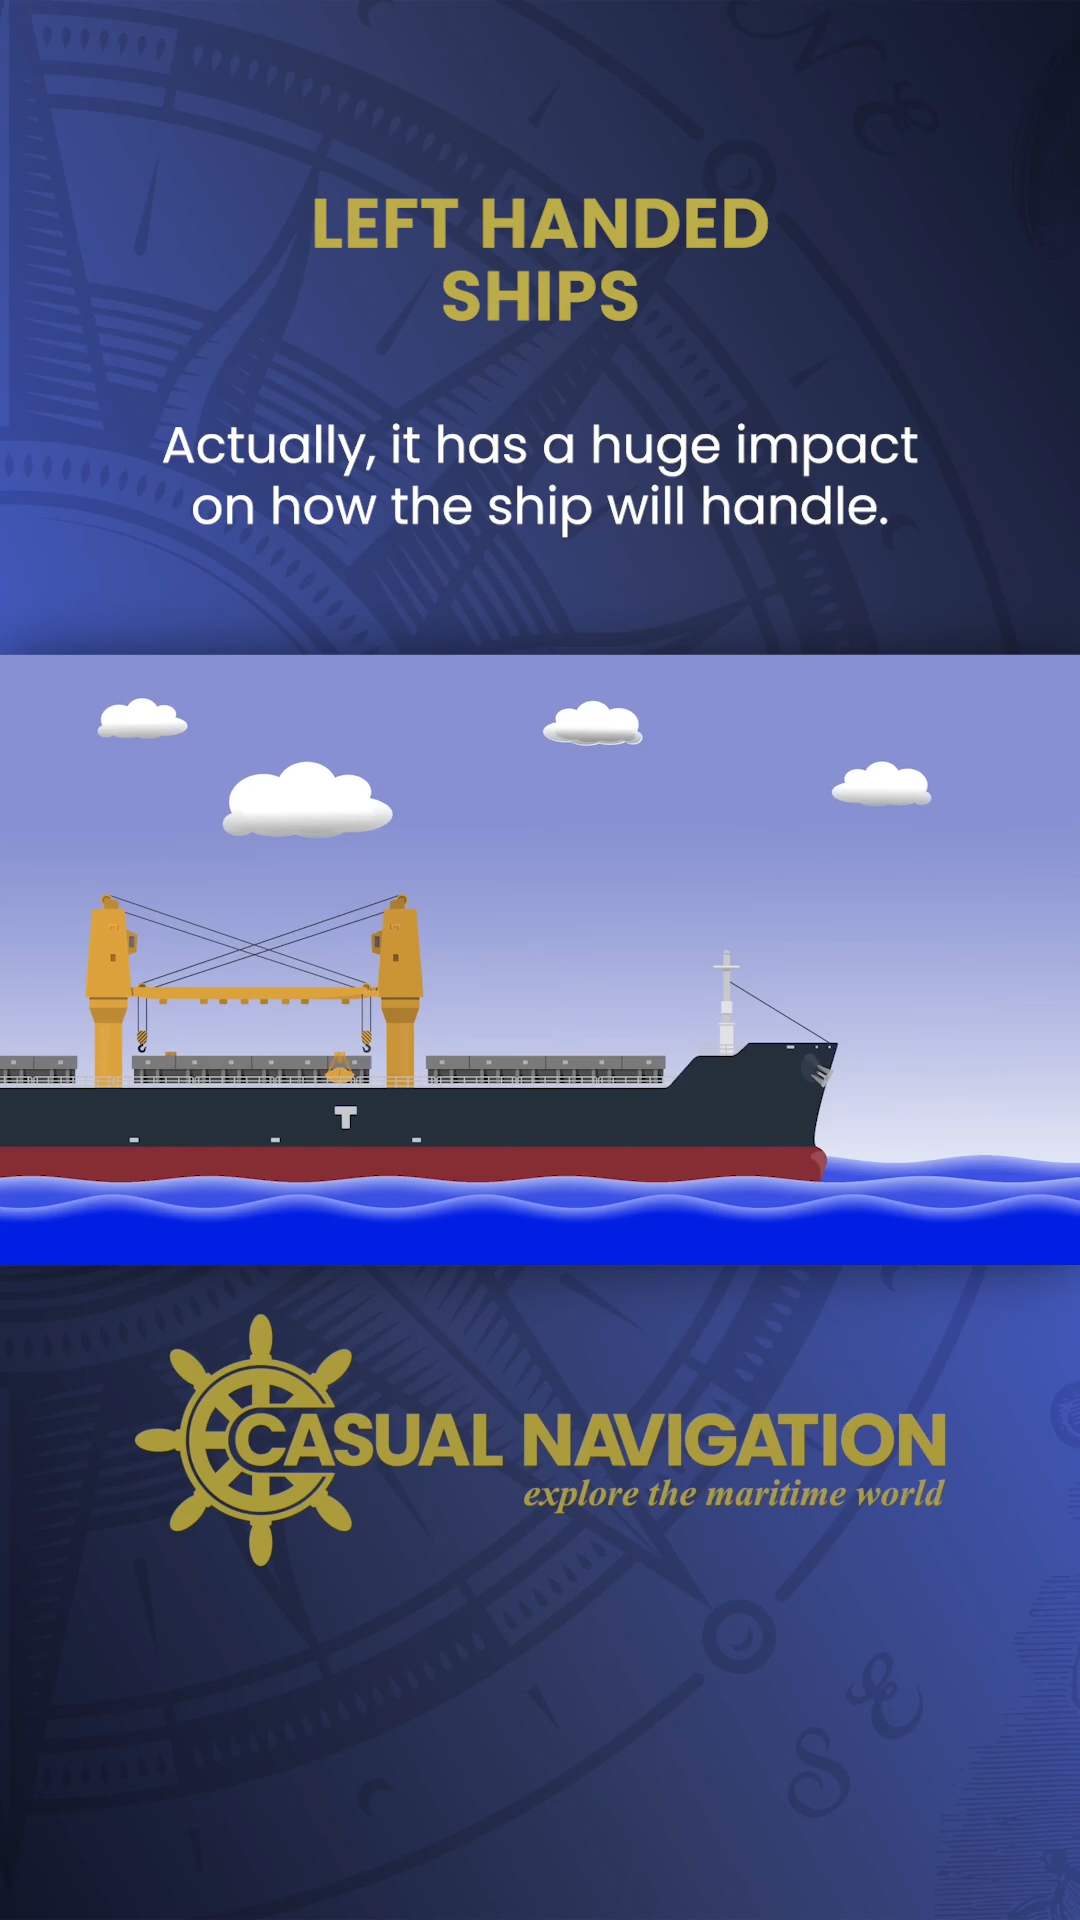 LEFT HANDED
SHIPS
Actually, it has a huge impact
on how the ship will handle.
T
CASUAL NAVIGATION
explore the maritime world
N
E
E
S